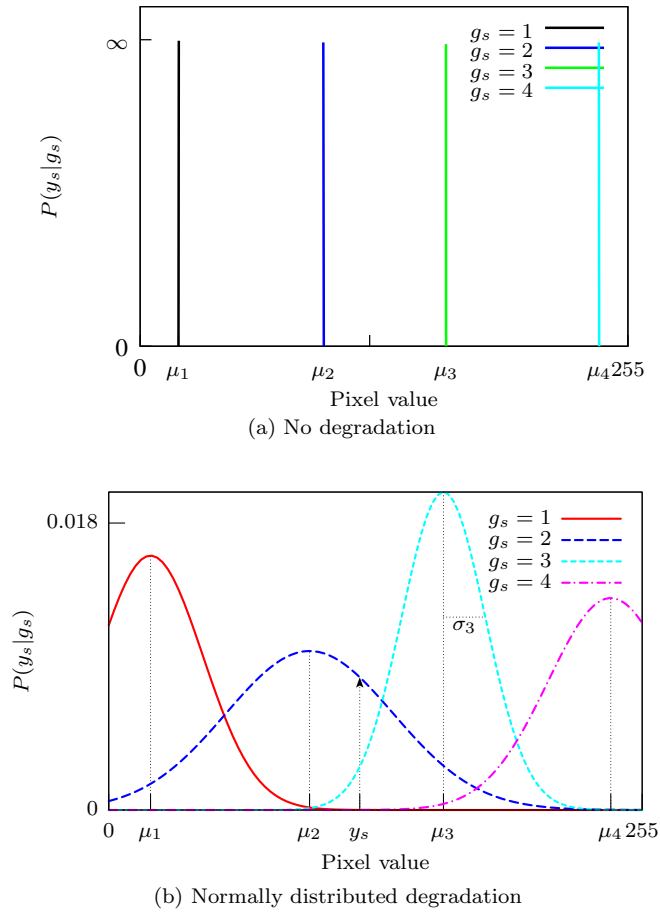 ∞
g_s = 1
g_s = 2
g_s = 3
g_s = 4
P(y_s|g_s)
0
0 μ_1 μ_2 μ_3 μ_4 255
Pixel value
(a) No degradation
0.018
g_s = 1
g_s = 2
g_s = 3
g_s = 4
σ_3
P(y_s|g_s)
0
0 μ_1 μ_2 y_s μ_3 μ_4 255
Pixel value
(b) Normally distributed degradation